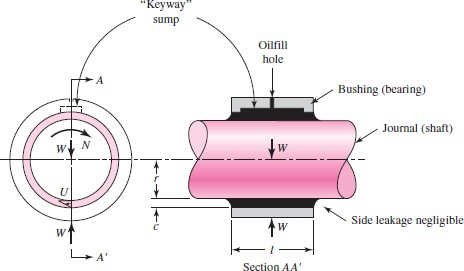 "Keyway"
sump
Oilfill
hole
A
Bushing (bearing)
Journal (shaft)
W
N
W
r
U
c
Side leakage negligible
W
W
l
A'
Section AA'